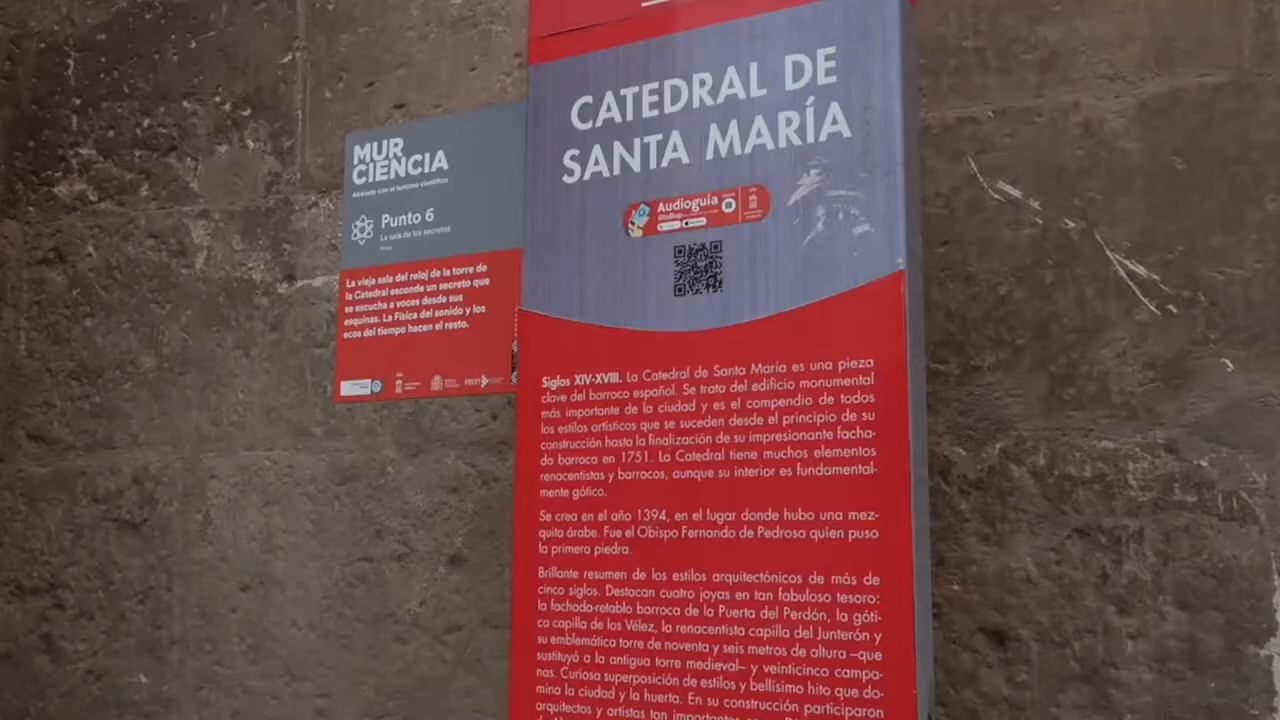 CATEDRAL DE
SANTA MARÍA
Audioguía
MUR
CIENCIA
Atrévete con el turismo científico
Punto 6
La sala de los secretos
La vieja sala del reloj de la torre de
la Catedral esconde un secreto que
se escucha a voces desde sus
esquinas. La Física del sonido y los
ecos del tiempo hacen el resto.
Siglos XIV-XVIII. La Catedral de Santa María es una pieza
clave del barroco español. Se trata del edificio monumental
más importante de la ciudad y es el compendio de todos
los estilos artísticos que se suceden desde el principio de su
construcción hasta la finalización de su impresionante facha-
da barroca en 1751. La Catedral tiene muchos elementos
renacentistas y barrocos, aunque su interior es fundamental-
mente gótico.
Se crea en el año 1394, en el lugar donde hubo una mez-
quita árabe. Fue el Obispo Fernando de Pedrosa quien puso
la primera piedra.
Brillante resumen de los estilos arquitectónicos de más de
cinco siglos. Destacan cuatro joyas en tan fabuloso tesoro:
la fachada-retablo barroca de la Puerta del Perdón, la góti-
ca capilla de los Vélez, la renacentista capilla del Junterón y
su emblemática torre de noventa y seis metros de altura –que
sustituyó a la antigua torre medieval– y veinticinco campa-
nas. Curiosa superposición de estilos y bellísimo hito que do-
mina la ciudad y la huerta. En su construcción participaron
arquitectos y artistas tan importantes